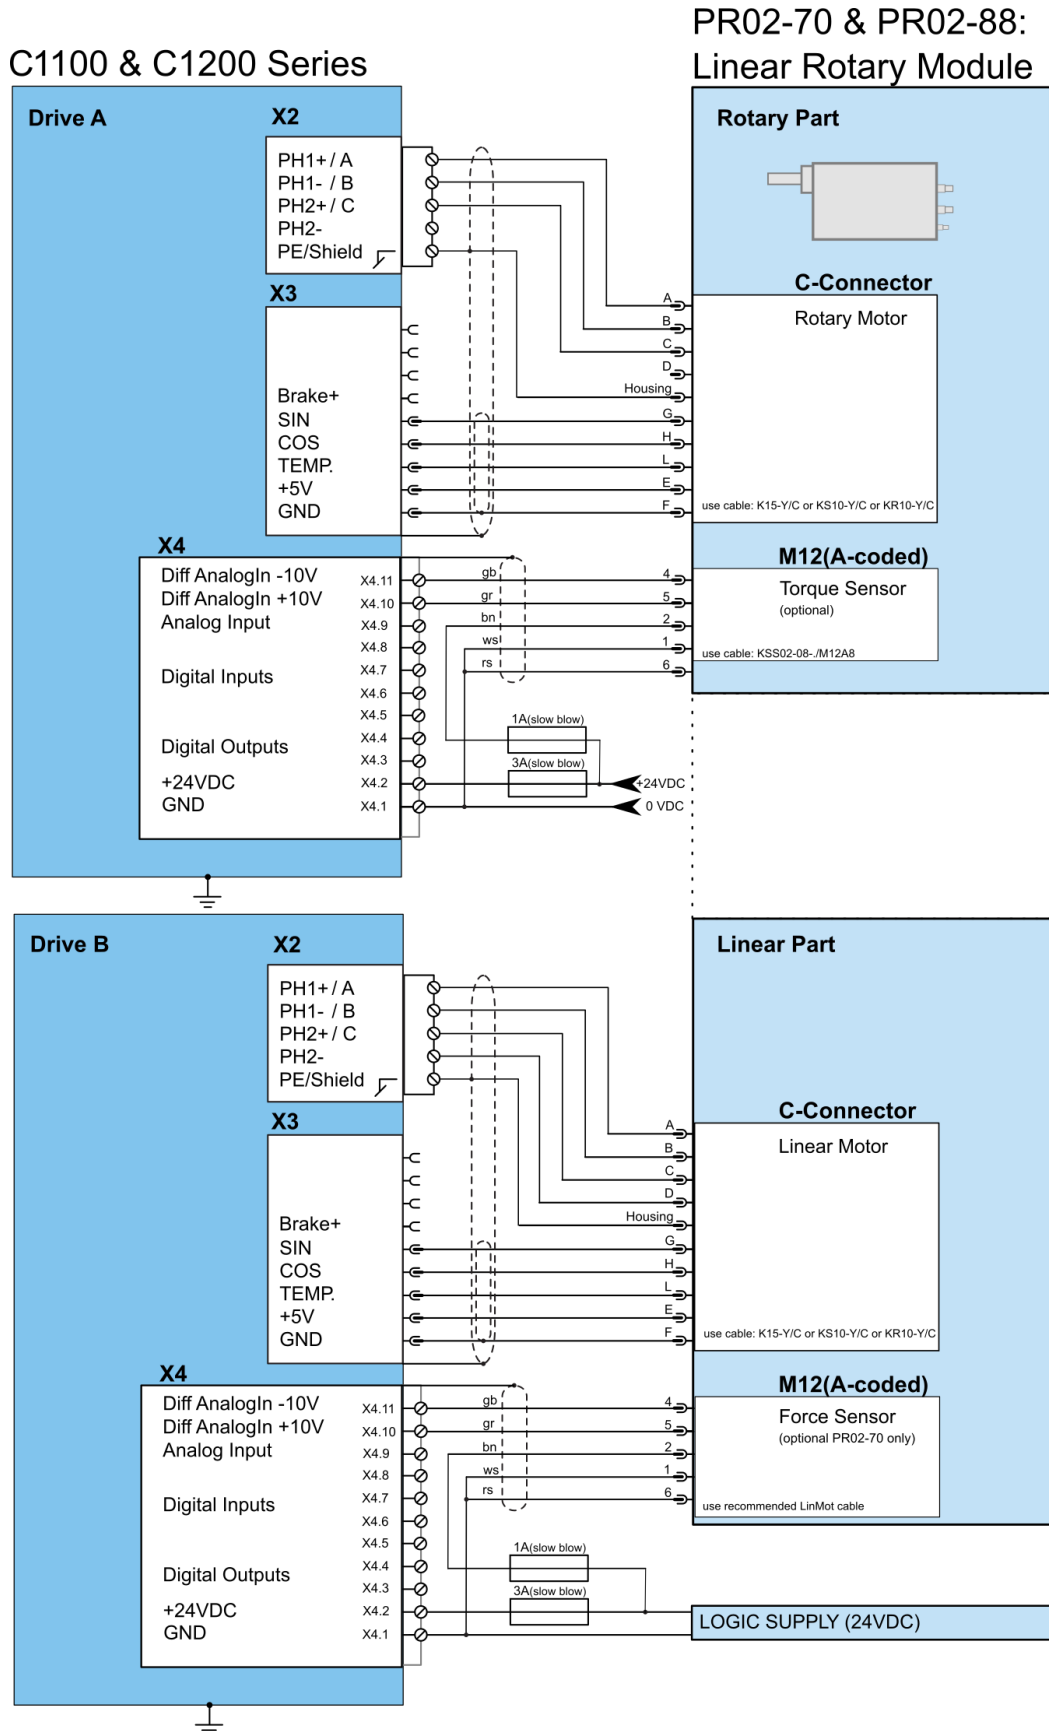 PR02-70 & PR02-88:
C1100 & C1200 Series
Linear Rotary Module
Drive A
X2
Rotary Part
PH1+ / A
PH1- / B
PH2+ / C
PH2-
PE/Shield
C-Connector
X3
A
Rotary Motor
B
C
D
Housing
Brake+
SIN
G
COS
H
TEMP.
L
+5V
E
use cable: K15-Y/C or KS10-Y/C or KR10-Y/C
GND
F
X4
M12(A-coded)
Diff AnalogIn -10V
X4.11
gb
4
Torque Sensor
Diff AnalogIn +10V
X4.10
gr
5
(optional)
Analog Input
X4.9
bn
2
X4.8
ws
1
use cable: KSS02-08-./M12A8
Digital Inputs
X4.7
rs
6
X4.6
X4.5
1A(slow blow)
Digital Outputs
X4.4
X4.3
3A(slow blow)
+24VDC
X4.2
+24VDC
GND
X4.1
0 VDC
Drive B
X2
Linear Part
PH1+ / A
PH1- / B
PH2+ / C
PH2-
PE/Shield
C-Connector
X3
A
Linear Motor
B
C
D
Housing
Brake+
SIN
G
COS
H
TEMP.
L
+5V
E
use cable: K15-Y/C or KS10-Y/C or KR10-Y/C
GND
F
X4
M12(A-coded)
Diff AnalogIn -10V
X4.11
gb
4
Force Sensor
Diff AnalogIn +10V
X4.10
gr
5
(optional PR02-70 only)
Analog Input
X4.9
bn
2
X4.8
ws
1
Digital Inputs
X4.7
rs
6
use recommended LinMot cable
X4.6
X4.5
1A(slow blow)
Digital Outputs
X4.4
X4.3
3A(slow blow)
+24VDC
X4.2
LOGIC SUPPLY (24VDC)
GND
X4.1